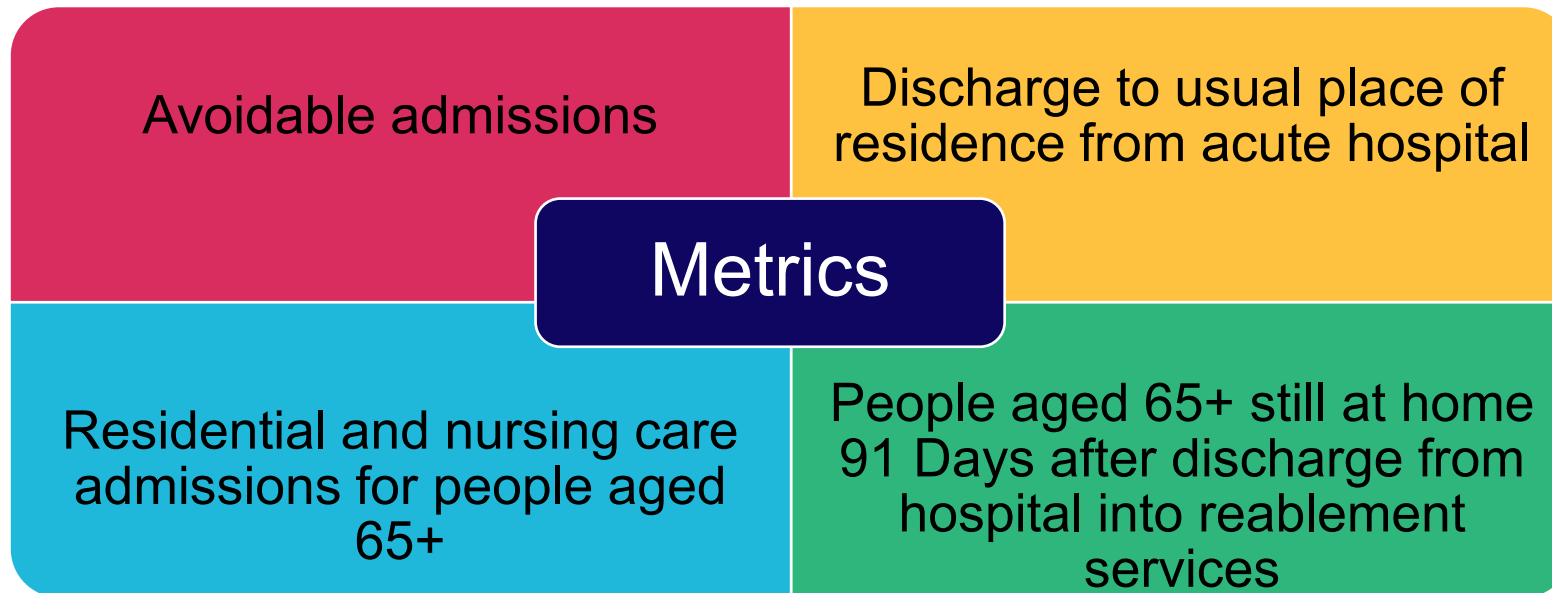 Avoidable admissions
Discharge to usual place of
residence from acute hospital
Metrics
Residential and nursing care
admissions for people aged
65+
People aged 65+ still at home
91 Days after discharge from
hospital into reablement
services